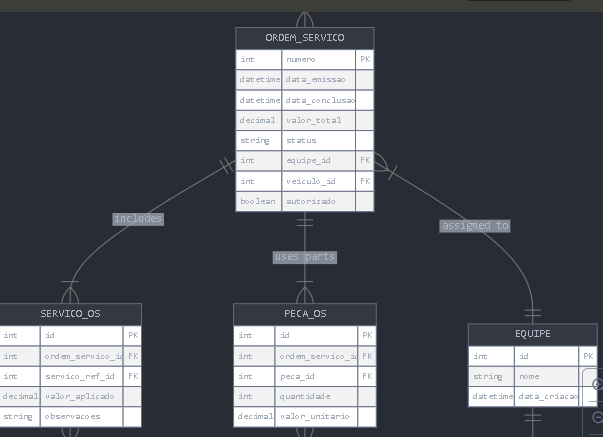 ORDEM_SERVICO
int numero PK
datetime data_emissao
datetime data_conclusao
decimal valor_total
string status
int equipe_id FK
int veiculo_id FK
boolean autorizado
includes
assigned to
uses parts
SERVICO_OS
int id PK
int ordem_servico_id FK
int servico_ref_id FK
decimal valor_aplicado
string observacoes
PECA_OS
int id PK
int ordem_servico_id FK
int peca_id FK
int quantidade
decimal valor_unitario
EQUIPE
int id PK
string nome
datetime data_criacao